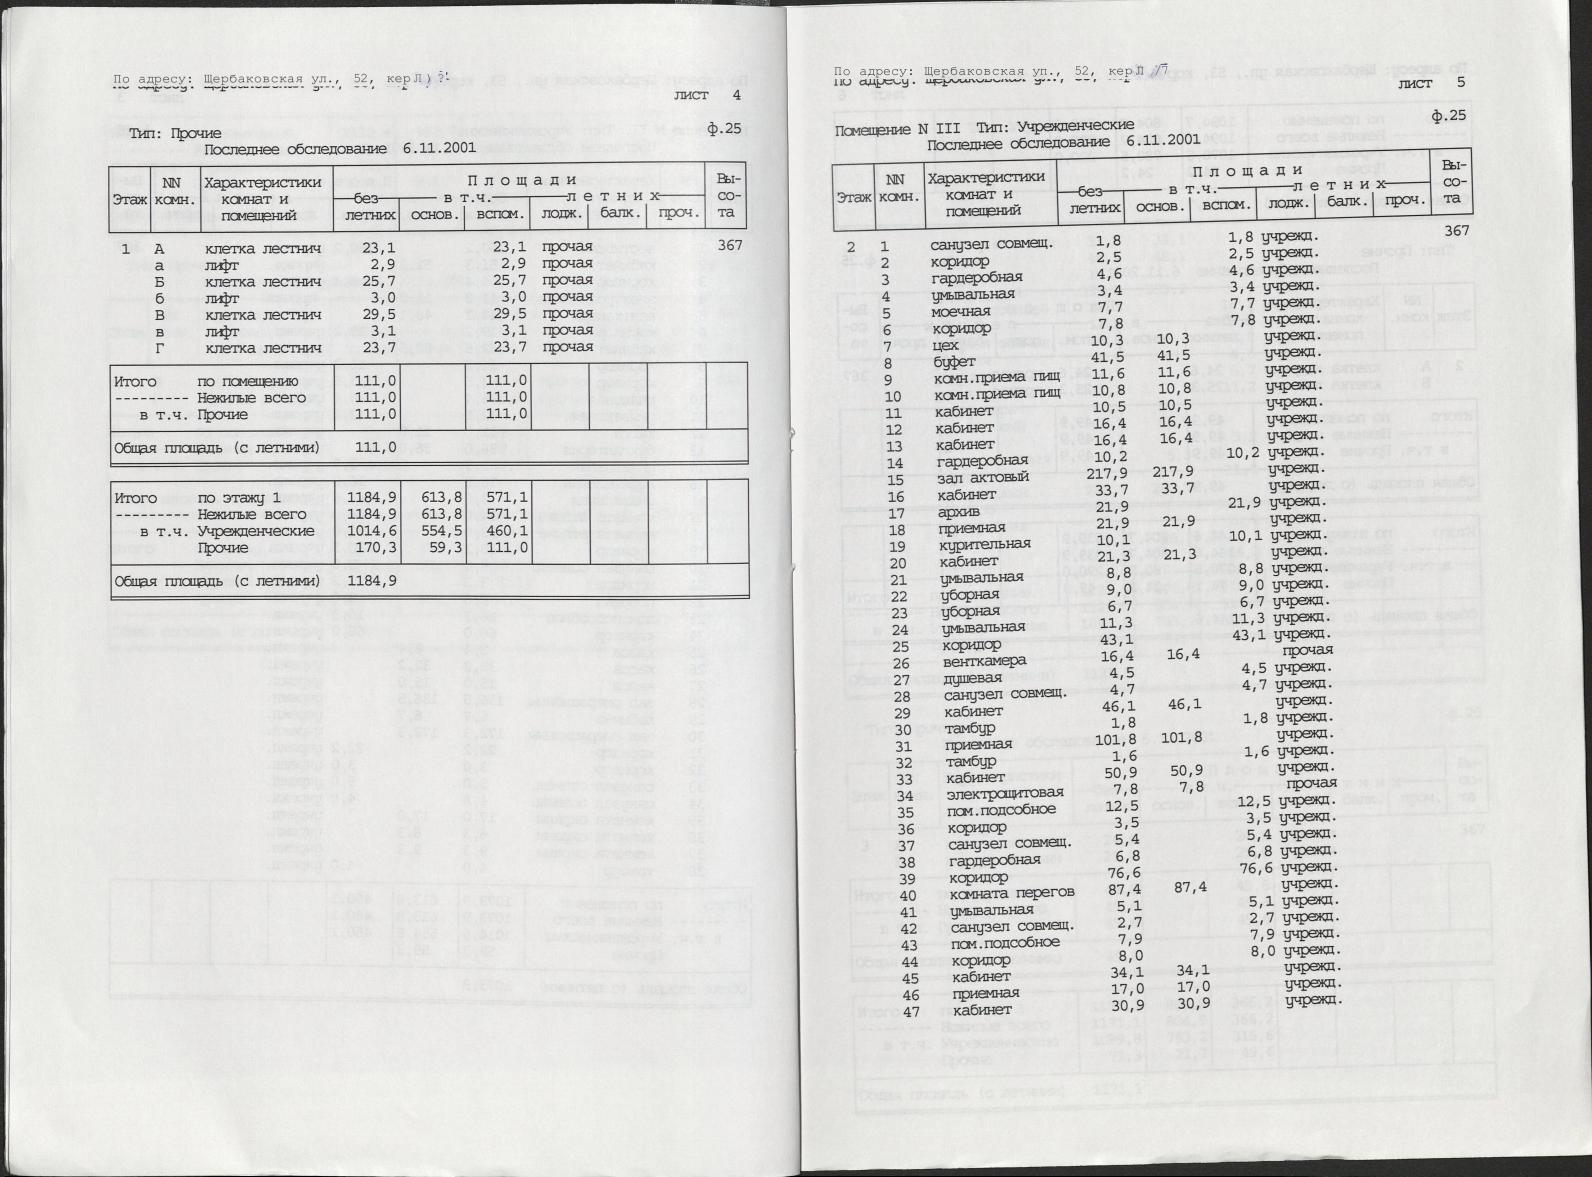 По адресу: Щербаковская ул., 52, керЛ
лист 4
Тип: Прочие
ф.25
Последнее обследование 6.11.2001
Этаж
NN комн.
Характеристики комнат и помещений
Площади
без летних
в т.ч.
основ.
вспом.
летних
лодж.
балк.
проч.
Высота
1 А клетка лестнич 23,1 23,1 прочая 367
а лифт 2,9 2,9 прочая
Б клетка лестнич 25,7 25,7 прочая
б лифт 3,0 3,0 прочая
В клетка лестнич 29,5 29,5 прочая
в лифт 3,1 3,1 прочая
Г клетка лестнич 23,7 23,7 прочая
Итого по помещению 111,0 111,0
--------- Нежилые всего 111,0 111,0
в т.ч. Прочие 111,0 111,0
Общая площадь (с летними) 111,0
Итого по этажу 1 1184,9 613,8 571,1
--------- Нежилые всего 1184,9 613,8 571,1
в т.ч. Учрежденческие 1014,6 554,5 460,1
Прочие 170,3 59,3 111,0
Общая площадь (с летними) 1184,9
По адресу: Щербаковская уп., 52, керЛ
лист 5
ф.25
Помещение N III Тип: Учрежденческие
Последнее обследование 6.11.2001
Этаж
NN комн.
Характеристики комнат и помещений
Площади
без летних
в т.ч.
основ.
вспом.
летних
лодж.
балк.
проч.
Высота
2 1 санузел совмещ. 1,8 1,8 учрежд. 367
2 коридор 2,5 2,5 учрежд.
3 гардеробная 4,6 4,6 учрежд.
4 умывальная 3,4 3,4 учрежд.
5 моечная 7,7 7,7 учрежд.
6 коридор 7,8 7,8 учрежд.
7 цех 10,3 10,3 учрежд.
8 буфет 41,5 41,5 учрежд.
9 комн.приема пищ 11,6 11,6 учрежд.
10 комн.приема пищ 10,8 10,8 учрежд.
11 кабинет 10,5 10,5 учрежд.
12 кабинет 16,4 16,4 учрежд.
13 кабинет 16,4 16,4 учрежд.
14 гардеробная 10,2 10,2 учрежд.
15 зал актовый 217,9 217,9 учрежд.
16 кабинет 33,7 33,7 учрежд.
17 архив 21,9 21,9 учрежд.
18 приемная 21,9 21,9 учрежд.
19 курительная 10,1 10,1 учрежд.
20 кабинет 21,3 21,3 учрежд.
21 умывальная 8,8 8,8 учрежд.
22 уборная 9,0 9,0 учрежд.
23 уборная 6,7 6,7 учрежд.
24 умывальная 11,3 11,3 учрежд.
25 коридор 43,1 43,1 учрежд.
26 венткамера 16,4 16,4 прочая
27 душевая 4,5 4,5 учрежд.
28 санузел совмещ. 4,7 4,7 учрежд.
29 кабинет 46,1 46,1 учрежд.
30 тамбур 1,8 1,8 учрежд.
31 приемная 101,8 101,8 учрежд.
32 тамбур 1,6 1,6 учрежд.
33 кабинет 50,9 50,9 учрежд.
34 электрощитовая 7,8 7,8 прочая
35 пом.подсобное 12,5 12,5 учрежд.
36 коридор 3,5 3,5 учрежд.
37 санузел совмещ. 5,4 5,4 учрежд.
38 гардеробная 6,8 6,8 учрежд.
39 коридор 76,6 76,6 учрежд.
40 комната перегов 87,4 87,4 учрежд.
41 умывальная 5,1 5,1 учрежд.
42 санузел совмещ. 2,7 2,7 учрежд.
43 пом.подсобное 7,9 7,9 учрежд.
44 коридор 8,0 8,0 учрежд.
45 кабинет 34,1 34,1 учрежд.
46 приемная 17,0 17,0 учрежд.
47 кабинет 30,9 30,9 учрежд.